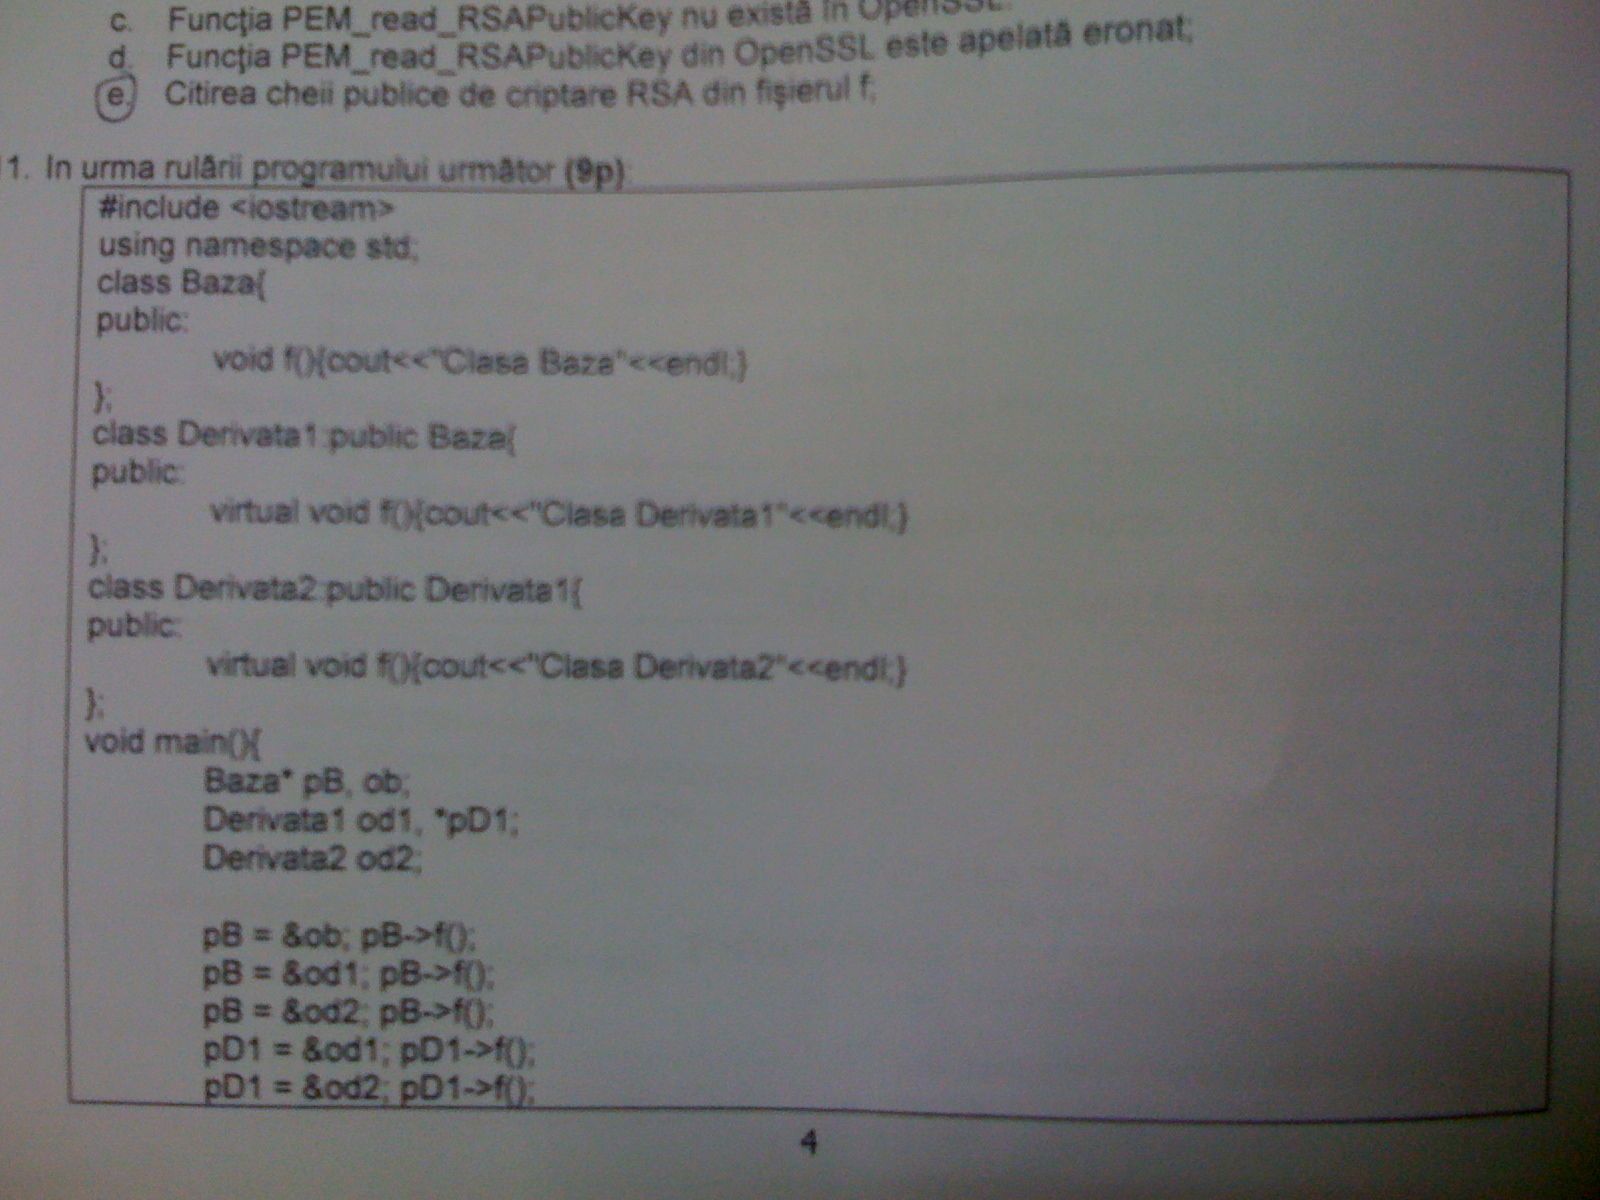 c. Funcţia PEM_read_RSAPublicKey nu există în OpenSSL.
d. Funcţia PEM_read_RSAPublicKey din OpenSSL este apelată eronat;
e. Citirea cheii publice de criptare RSA din fişierul f;
11. In urma rulării programului următor (9p):
#include <iostream>
using namespace std;
class Baza{
public:
void f(){cout<<"Clasa Baza"<<endl;}
};
class Derivata1:public Baza{
public:
virtual void f(){cout<<"Clasa Derivata1"<<endl;}
};
class Derivata2:public Derivata1{
public:
virtual void f(){cout<<"Clasa Derivata2"<<endl;}
};
void main(){
Baza* pB, ob;
Derivata1 od1, *pD1;
Derivata2 od2;
pB = &ob; pB->f();
pB = &od1; pB->f();
pB = &od2; pB->f();
pD1 = &od1; pD1->f();
pD1 = &od2; pD1->f();
4